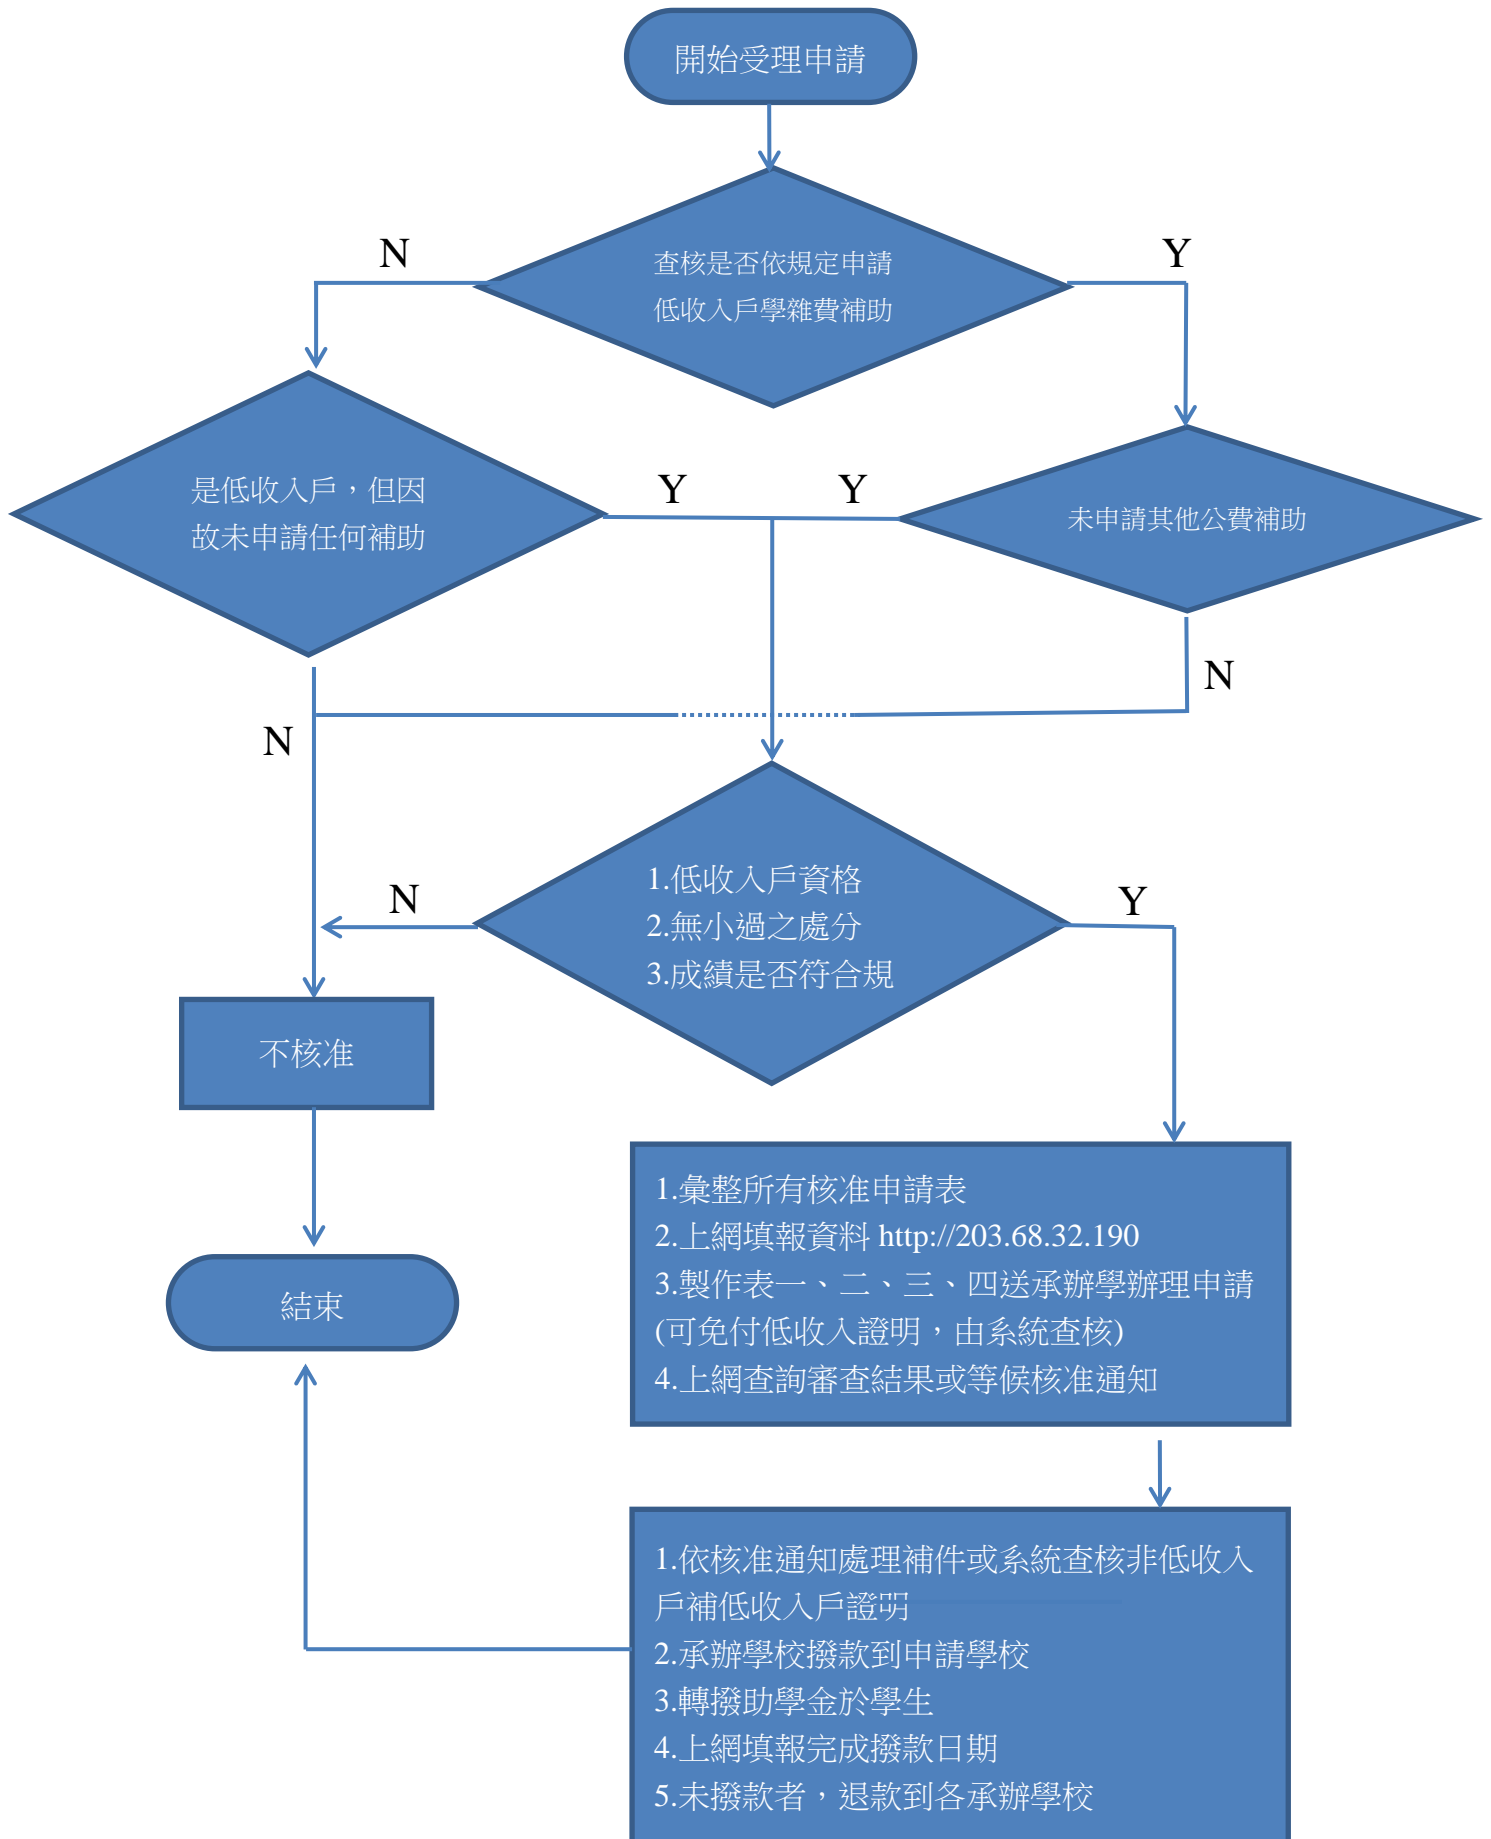 開始受理申請
N
Y
查核是否依規定申請
低收入戶學雜費補助
是低收入戶，但因
故未申請任何補助
Y
Y
未申請其他公費補助
N
N
1.低收入戶資格
2.無小過之處分
3.成績是否符合規
N
Y
不核准
1.彙整所有核准申請表
2.上網填報資料 http://203.68.32.190
3.製作表一、二、三、四送承辦學辦理申請
(可免付低收入證明，由系統查核)
4.上網查詢審查結果或等候核准通知
結束
1.依核准通知處理補件或系統查核非低收入
戶補低收入戶證明
2.承辦學校撥款到申請學校
3.轉撥助學金於學生
4.上網填報完成撥款日期
5.未撥款者，退款到各承辦學校